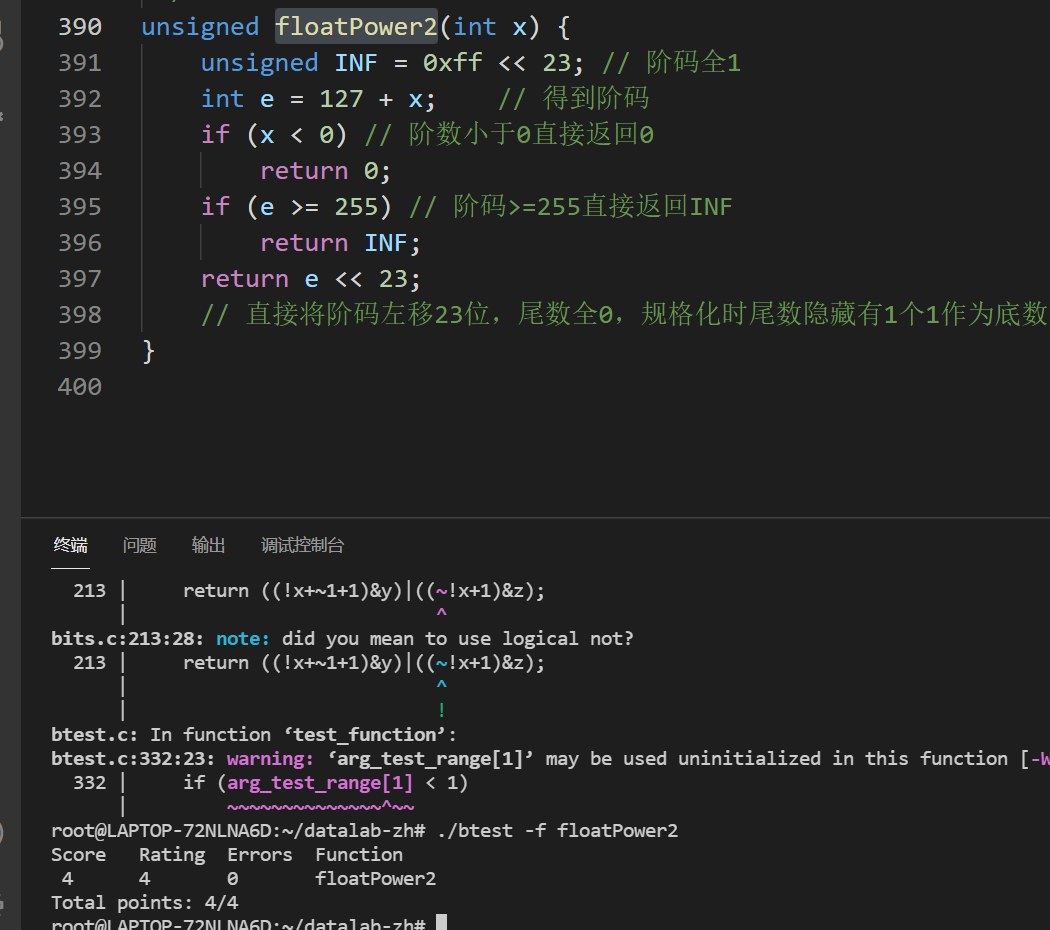 390 unsigned floatPower2(int x) {
391 unsigned INF = 0xff << 23; // 阶码全1
392 int e = 127 + x; // 得到阶码
393 if (x < 0) // 阶数小于0直接返回0
394 return 0;
395 if (e >= 255) // 阶码>=255直接返回INF
396 return INF;
397 return e << 23;
398 // 直接将阶码左移23位，尾数全0，规格化时尾数隐藏有1个1作为底数
399 }
400
终端 问题 输出 调试控制台
213 | return ((!x+~1+1)&y)|((~!x+1)&z);
| ^
bits.c:213:28: note: did you mean to use logical not?
213 | return ((!x+~1+1)&y)|((~!x+1)&z);
| ^
| !
btest.c: In function ‘test_function’:
btest.c:332:23: warning: ‘arg_test_range[1]’ may be used uninitialized in this function [-W
332 | if (arg_test_range[1] < 1)
| ~~~~~~~~~~~~~~^~~
root@LAPTOP-72NLNA6D:~/datalab-zh# ./btest -f floatPower2
Score Rating Errors Function
4 4 0 floatPower2
Total points: 4/4
root@LAPTOP-72NLNA6D:~/datalab-zh#